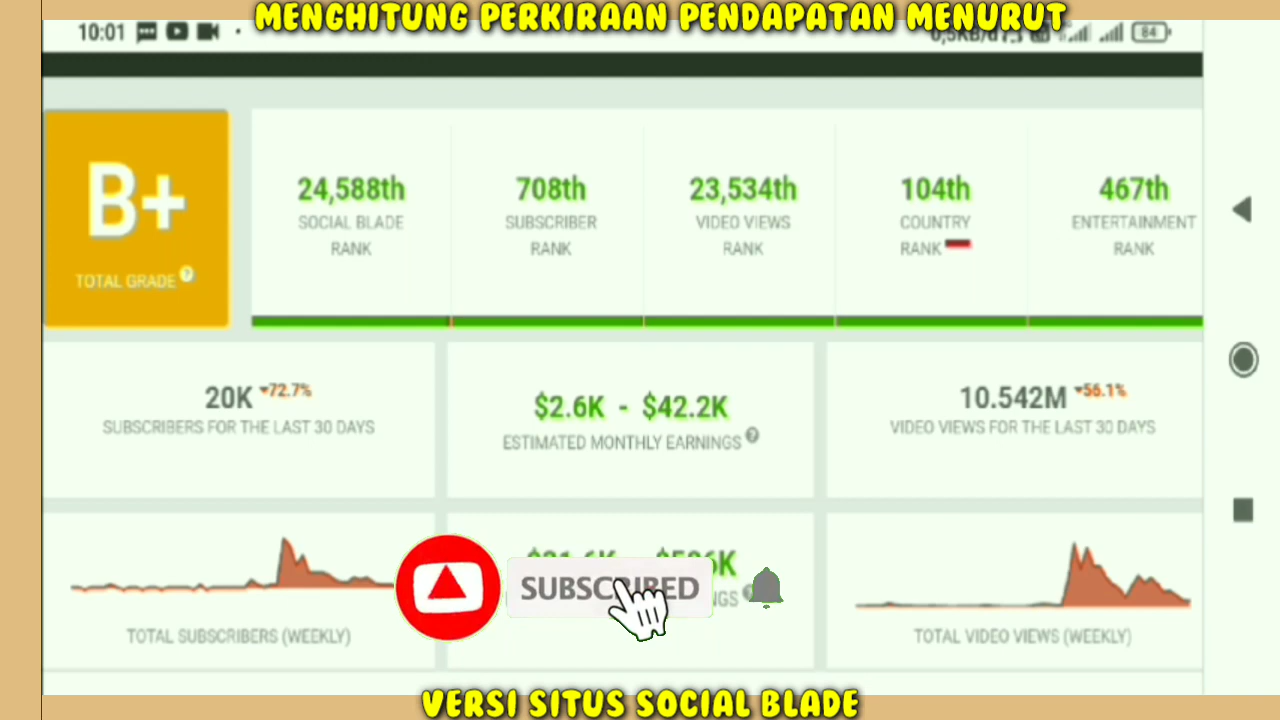 MENGHITUNG PERKIRAAN PENDAPATAN MENURUT
10:01
84
B+
TOTAL GRADE ?
24,588th
SOCIAL BLADE
RANK
708th
SUBSCRIBER
RANK
23,534th
VIDEO VIEWS
RANK
104th
COUNTRY
RANK
467th
ENTERTAINMENT
RANK
20K 72.7%
SUBSCRIBERS FOR THE LAST 30 DAYS
$2.6K - $42.2K
ESTIMATED MONTHLY EARNINGS ?
10.542M 56.1%
VIDEO VIEWS FOR THE LAST 30 DAYS
TOTAL SUBSCRIBERS (WEEKLY)
SUBSCRIBED
TOTAL VIDEO VIEWS (WEEKLY)
VERSI SITUS SOCIAL BLADE